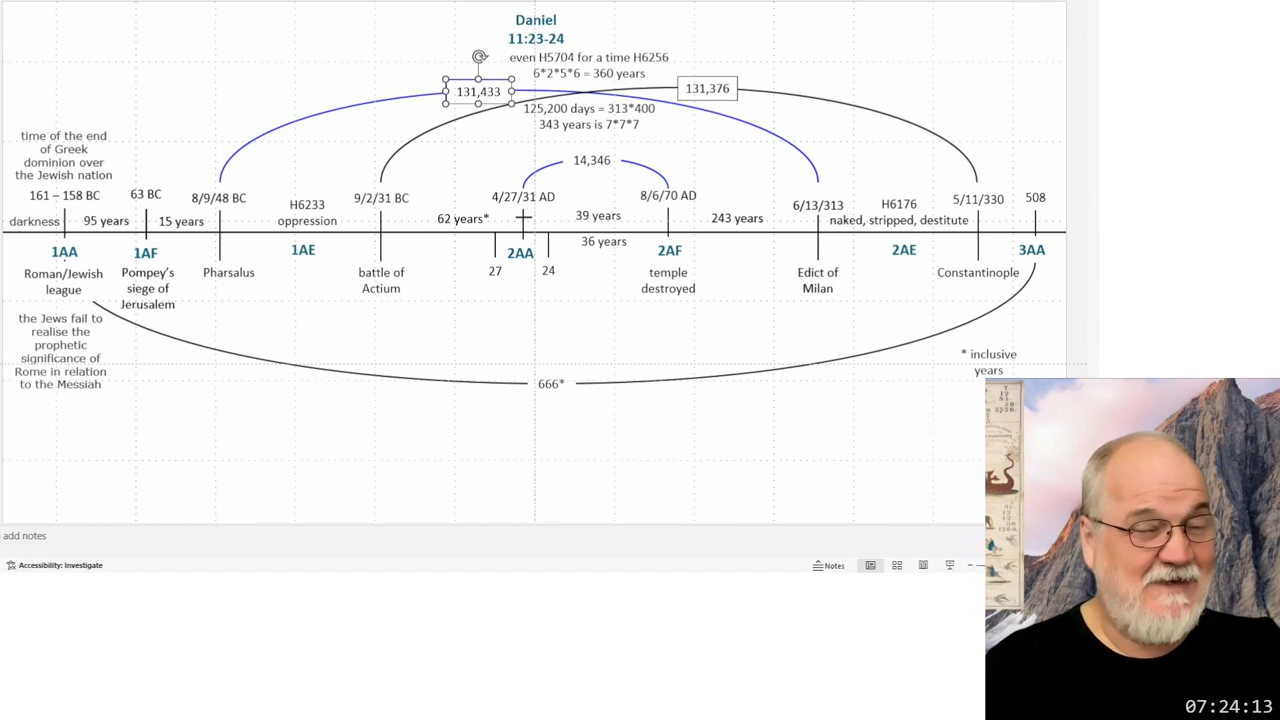 Daniel
11:23-24
even H5704 for a time H6256
6*2*5*6 = 360 years
131,433
131,376
125,200 days = 313*400
343 years is 7*7*7
time of the end
of Greek
dominion over
the Jewish nation
14,346
161 – 158 BC
63 BC
8/9/48 BC
H6233
oppression
9/2/31 BC
4/27/31 AD
8/6/70 AD
6/13/313
H6176
naked, stripped, destitute
5/11/330
508
darkness
95 years
15 years
62 years*
39 years
243 years
36 years
1AA
1AF
1AE
2AA
2AF
2AE
3AA
Roman/Jewish
league
Pompey's
siege of
Jerusalem
Pharsalus
battle of
Actium
27
24
temple
destroyed
Edict of
Milan
Constantinople
the Jews fail to
realise the
prophetic
significance of
Rome in relation
to the Messiah
666*
* inclusive
years
add notes
Accessibility: Investigate
Notes
07:24:13